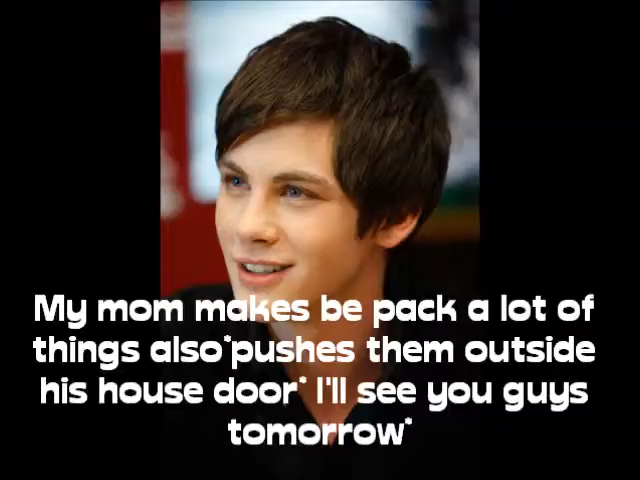 My mom makes be pack a lot of
things also*pushes them outside
his house door* I'll see you guys
tomorrow*